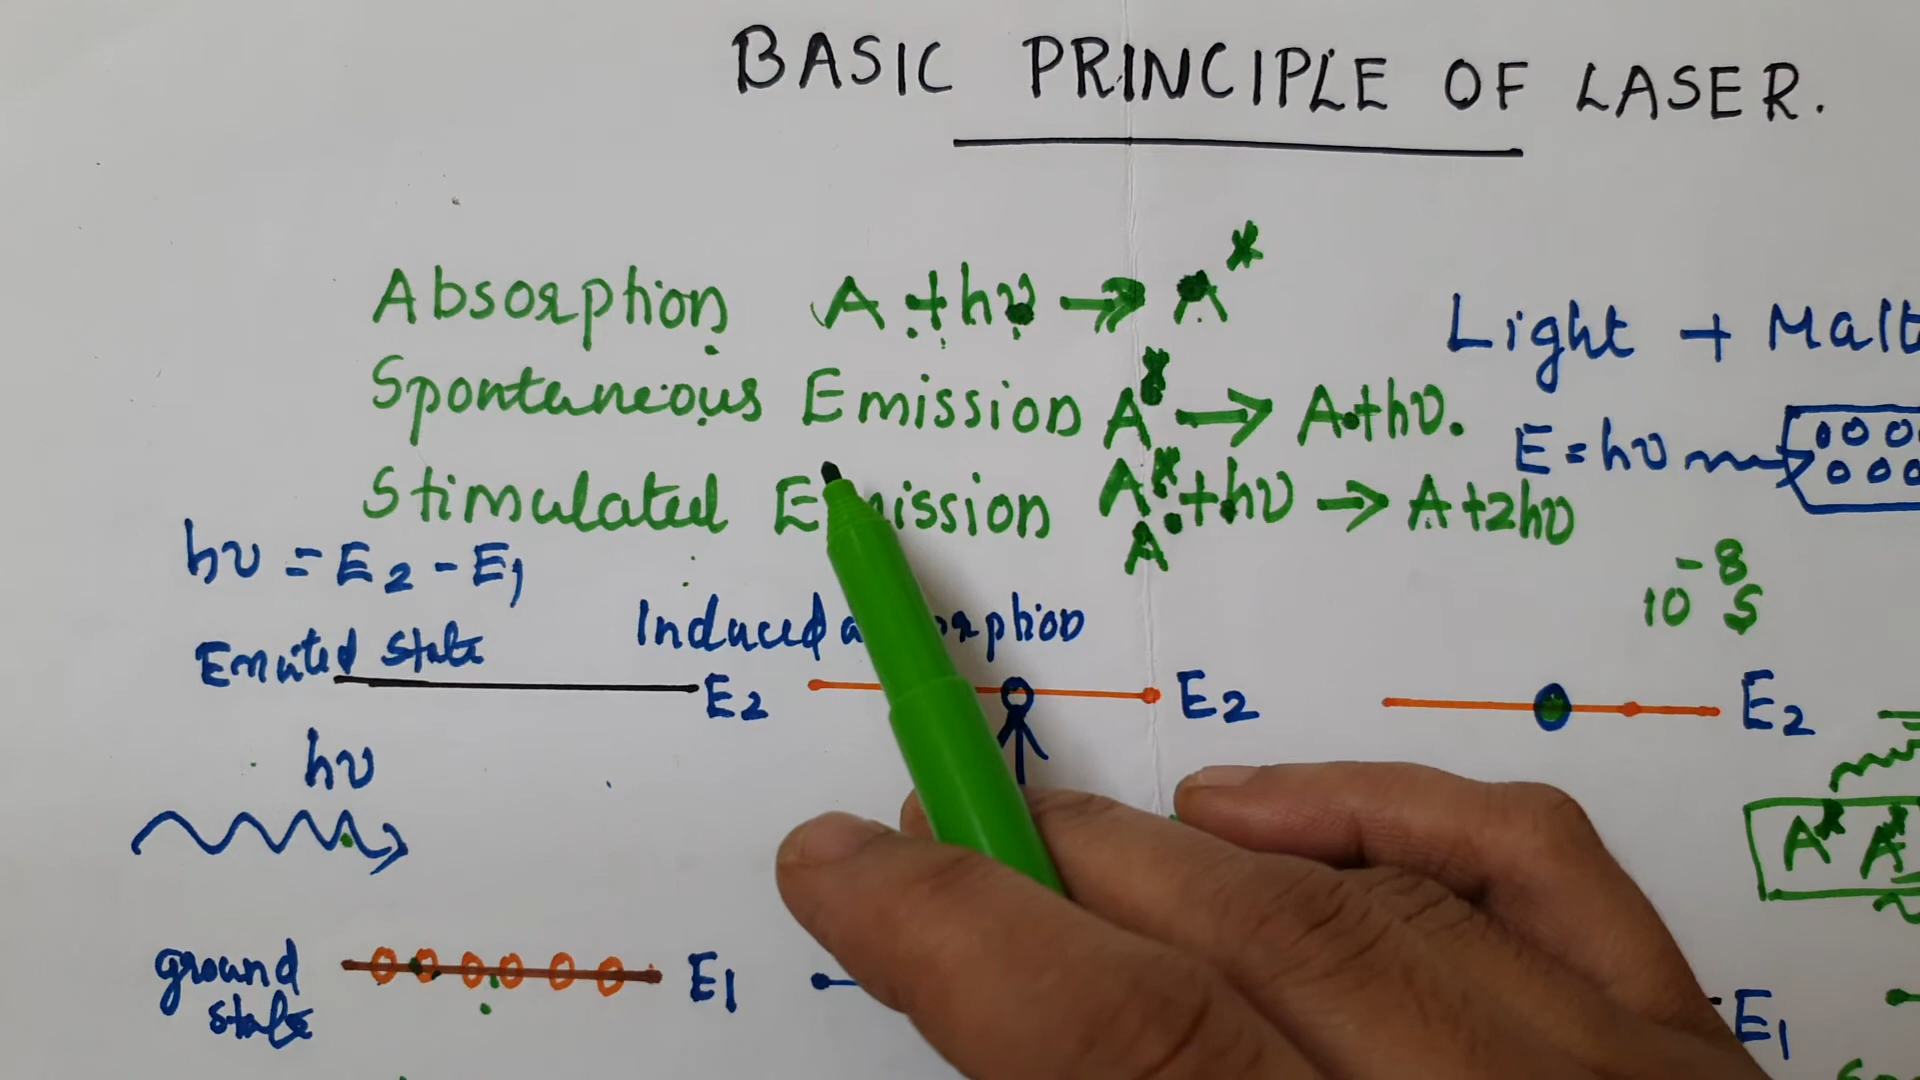 BASIC PRINCIPLE OF LASER.
Absorption A + hν → A*
Spontaneous Emission A* → A + hν.
Stimulated Emission A* + hν → A + 2hν
A
Light + Matt
E = hν
hν = E2 - E1
10^-8 S
Induced
state
E2
E2
E2
hν
A* A*
ground
state
E1
E1